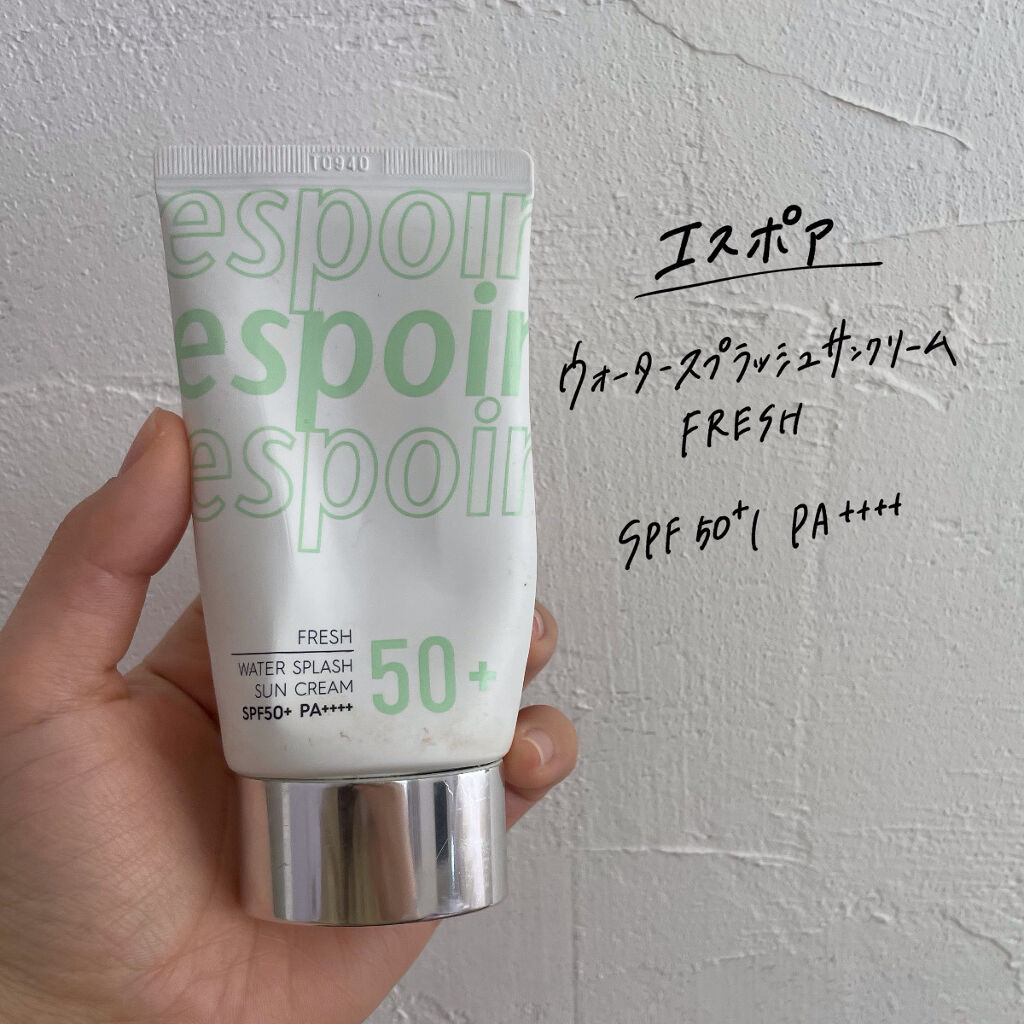 T0940
espoir
espoir
espoir
FRESH
WATER SPLASH
SUN CREAM
SPF50+ PA++++
50+
エスポア
ウォータースプラッシュサンクリーム
FRESH
SPF 50+/ PA++++